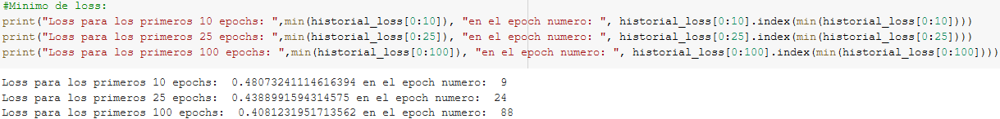 #Minimo de loss:
print("Loss para los primeros 10 epochs: ",min(historial_loss[0:10]), "en el epoch numero: ", historial_loss[0:10].index(min(historial_loss[0:10])))
print("Loss para los primeros 25 epochs: ",min(historial_loss[0:25]), "en el epoch numero: ", historial_loss[0:25].index(min(historial_loss[0:25])))
print("Loss para los primeros 100 epochs: ",min(historial_loss[0:100]), "en el epoch numero: ", historial_loss[0:100].index(min(historial_loss[0:100])))
Loss para los primeros 10 epochs:  0.48073241114616394 en el epoch numero:  9
Loss para los primeros 25 epochs:  0.4388991594314575 en el epoch numero:  24
Loss para los primeros 100 epochs:  0.4081231951713562 en el epoch numero:  88